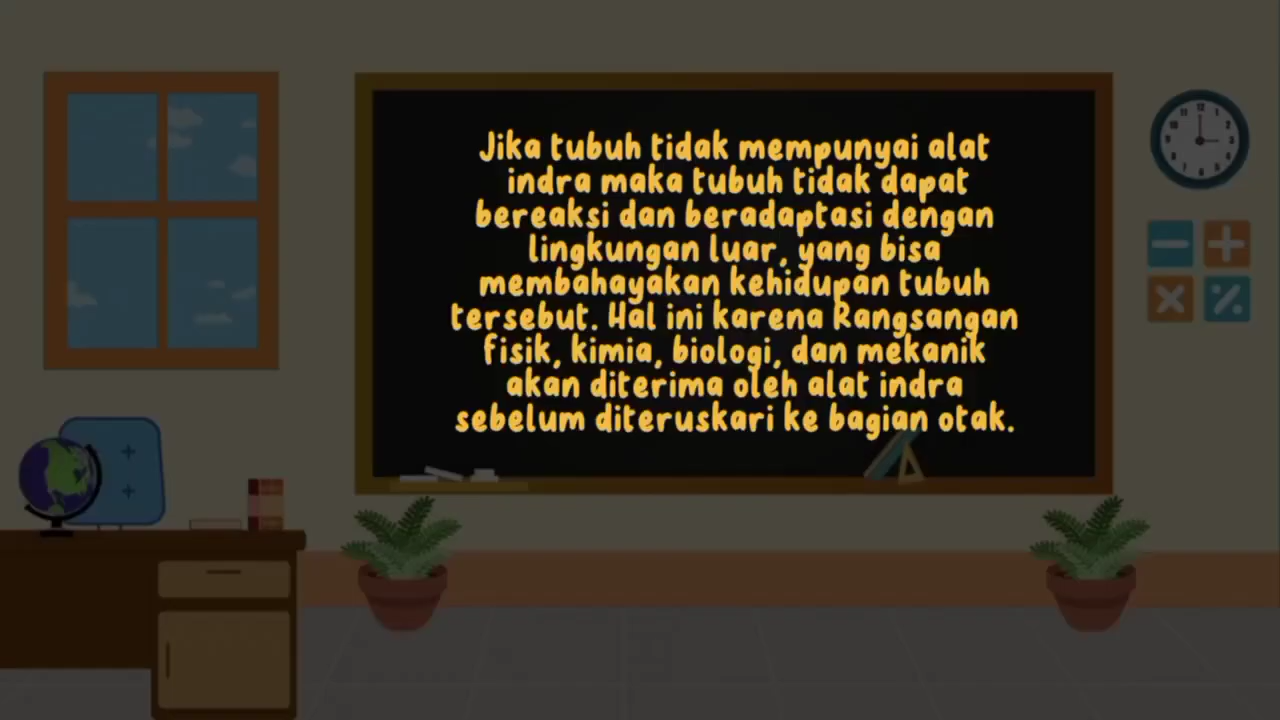 Jika tubuh tidak mempunyai alat
indra maka tubuh tidak dapat
bereaksi dan beradaptasi dengan
lingkungan luar, yang bisa
membahayakan kehidupan tubuh
tersebut. Hal ini karena Rangsangan
fisik, kimia, biologi, dan mekanik
akan diterima oleh alat indra
sebelum diteruskari ke bagian otak.